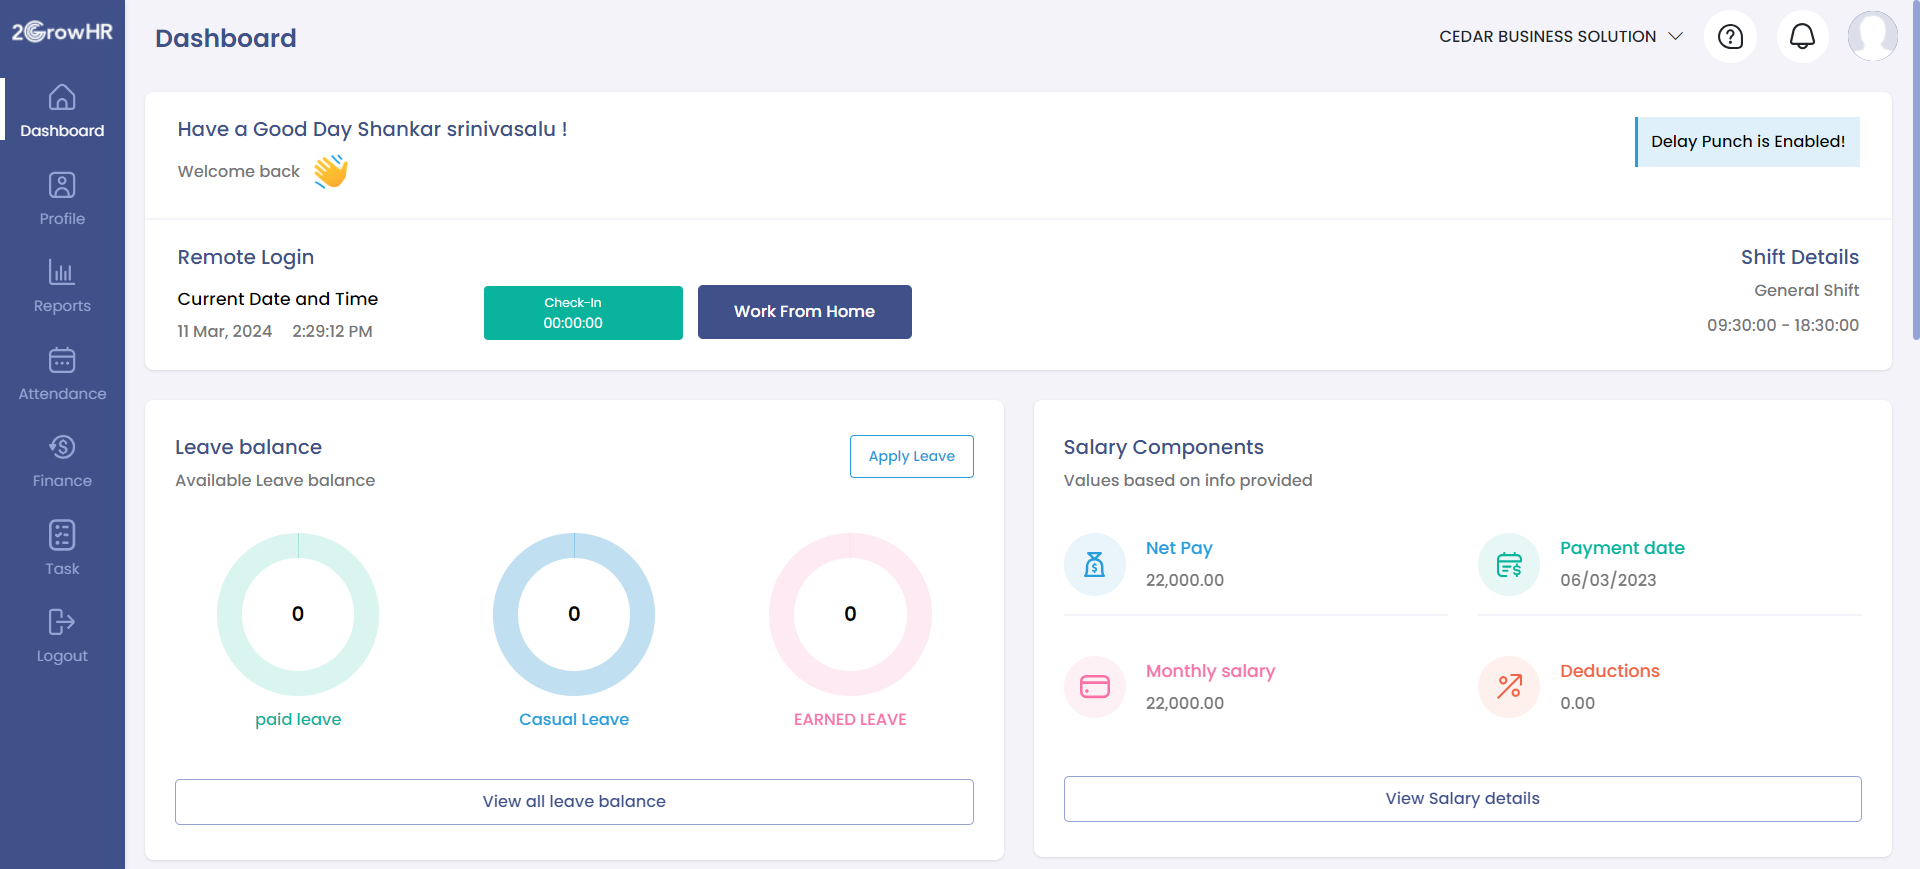 2GrowHR
Dashboard
CEDAR BUSINESS SOLUTION
Dashboard
Profile
Reports
Attendance
Finance
Task
Logout
Have a Good Day Shankar srinivasalu !
Welcome back
Delay Punch is Enabled!
Remote Login
Current Date and Time
11 Mar, 2024 2:29:12 PM
Check-In
00:00:00
Work From Home
Shift Details
General Shift
09:30:00 - 18:30:00
Leave balance
Available Leave balance
Apply Leave
0
paid leave
0
Casual Leave
0
EARNED LEAVE
View all leave balance
Salary Components
Values based on info provided
Net Pay
22,000.00
Payment date
06/03/2023
Monthly salary
22,000.00
Deductions
0.00
View Salary details